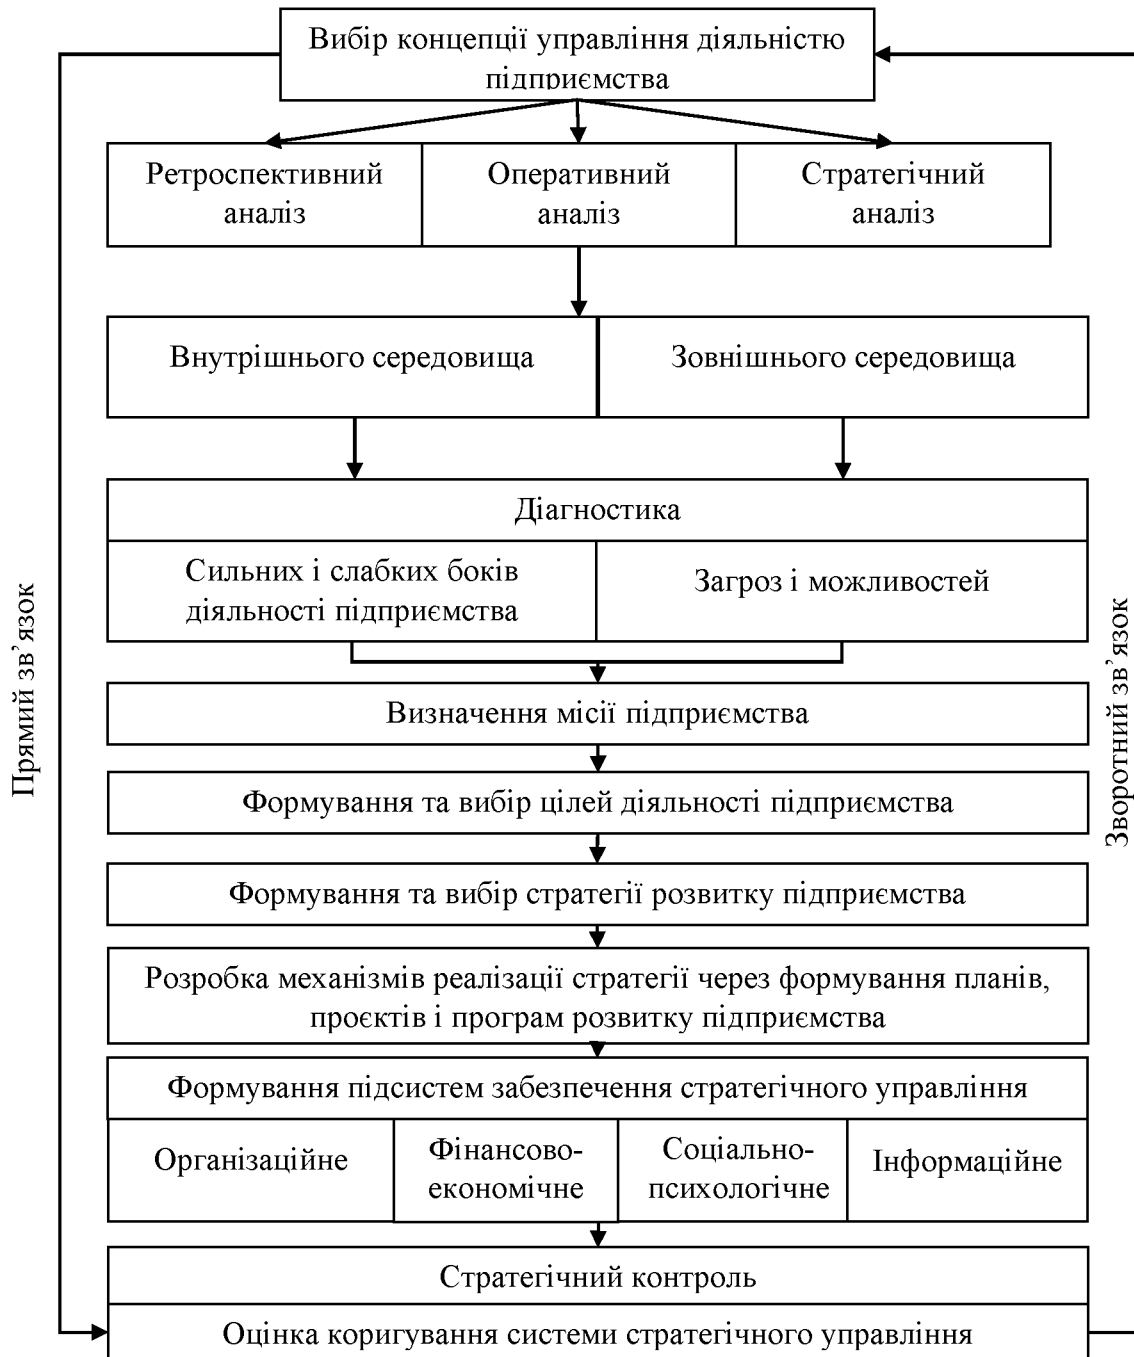 Вибір концепції управління діяльністю
підприємства
Ретроспективний
аналіз
Оперативний
аналіз
Стратегічний
аналіз
Внутрішнього середовища
Зовнішнього середовища
Діагностика
Сильних і слабких боків
діяльності підприємства
Загроз і можливостей
Визначення місії підприємства
Формування та вибір цілей діяльності підприємства
Формування та вибір стратегії розвитку підприємства
Розробка механізмів реалізації стратегії через формування планів,
проєктів і програм розвитку підприємства
Формування підсистем забезпечення стратегічного управління
Організаційне
Фінансово-
економічне
Соціально-
психологічне
Інформаційне
Стратегічний контроль
Оцінка коригування системи стратегічного управління
Прямий зв’язок
Зворотний зв’язок